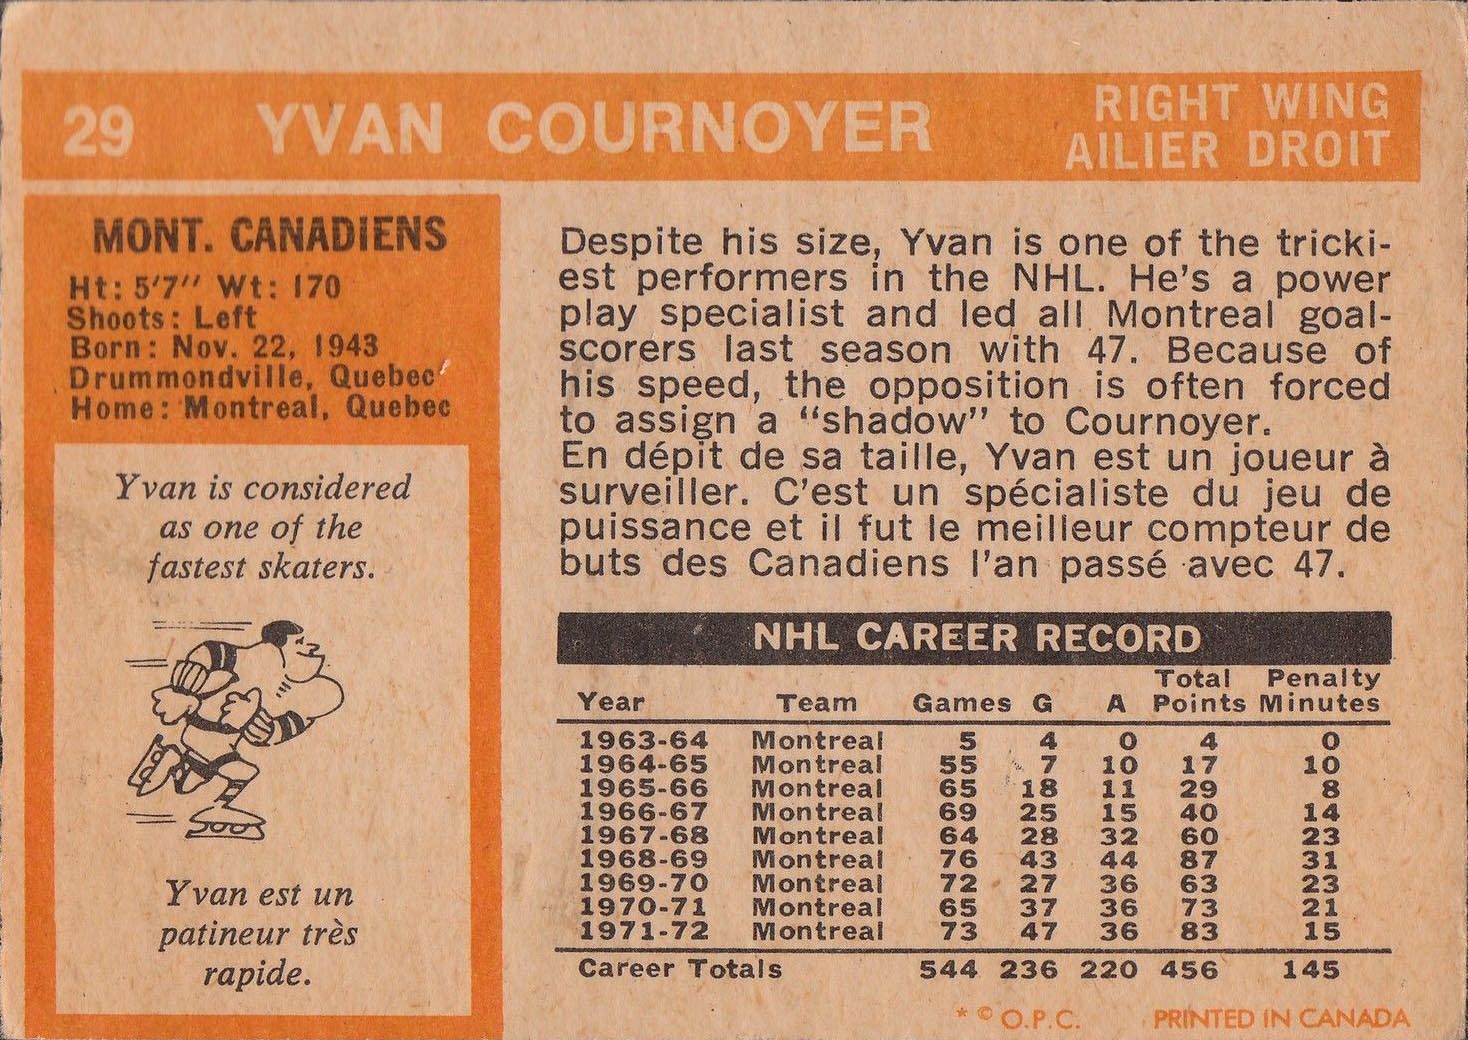 29 YVAN COURNOYER RIGHT WING
AILIER DROIT
MONT. CANADIENS
Ht: 5'7" Wt: 170
Shoots: Left
Born: Nov. 22, 1943
Drummondville, Quebec
Home: Montreal, Quebec
Yvan is considered
as one of the
fastest skaters.
Yvan est un
patineur très
rapide.
Despite his size, Yvan is one of the tricki-
est performers in the NHL. He's a power
play specialist and led all Montreal goal-
scorers last season with 47. Because of
his speed, the opposition is often forced
to assign a "shadow" to Cournoyer.
En dépit de sa taille, Yvan est un joueur à
surveiller. C'est un spécialiste du jeu de
puissance et il fut le meilleur compteur de
buts des Canadiens l'an passé avec 47.
NHL CAREER RECORD
Year Team Games G A Total Points Penalty Minutes
1963-64 Montreal 5 4 0 4 0
1964-65 Montreal 55 7 10 17 10
1965-66 Montreal 65 18 11 29 8
1966-67 Montreal 69 25 15 40 14
1967-68 Montreal 64 28 32 60 23
1968-69 Montreal 76 43 44 87 31
1969-70 Montreal 72 27 36 63 23
1970-71 Montreal 65 37 36 73 21
1971-72 Montreal 73 47 36 83 15
Career Totals 544 236 220 456 145
* © O.P.C. PRINTED IN CANADA